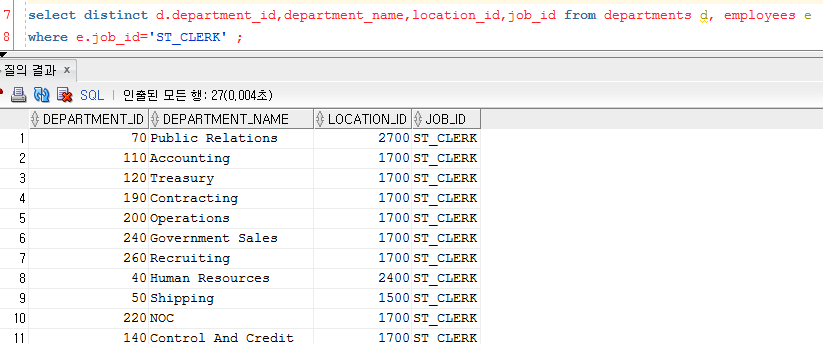 7 select distinct d.department_id,department_name,location_id,job_id from departments d, employees e
8 where e.job_id='ST_CLERK' ;
질의 결과 x
SQL | 인출된 모든 행: 27(0,004초)
DEPARTMENT_ID DEPARTMENT_NAME LOCATION_ID JOB_ID
1 70 Public Relations 2700 ST_CLERK
2 110 Accounting 1700 ST_CLERK
3 120 Treasury 1700 ST_CLERK
4 190 Contracting 1700 ST_CLERK
5 200 Operations 1700 ST_CLERK
6 240 Government Sales 1700 ST_CLERK
7 260 Recruiting 1700 ST_CLERK
8 40 Human Resources 2400 ST_CLERK
9 50 Shipping 1500 ST_CLERK
10 220 NOC 1700 ST_CLERK
11 140 Control And Credit 1700 ST_CLERK